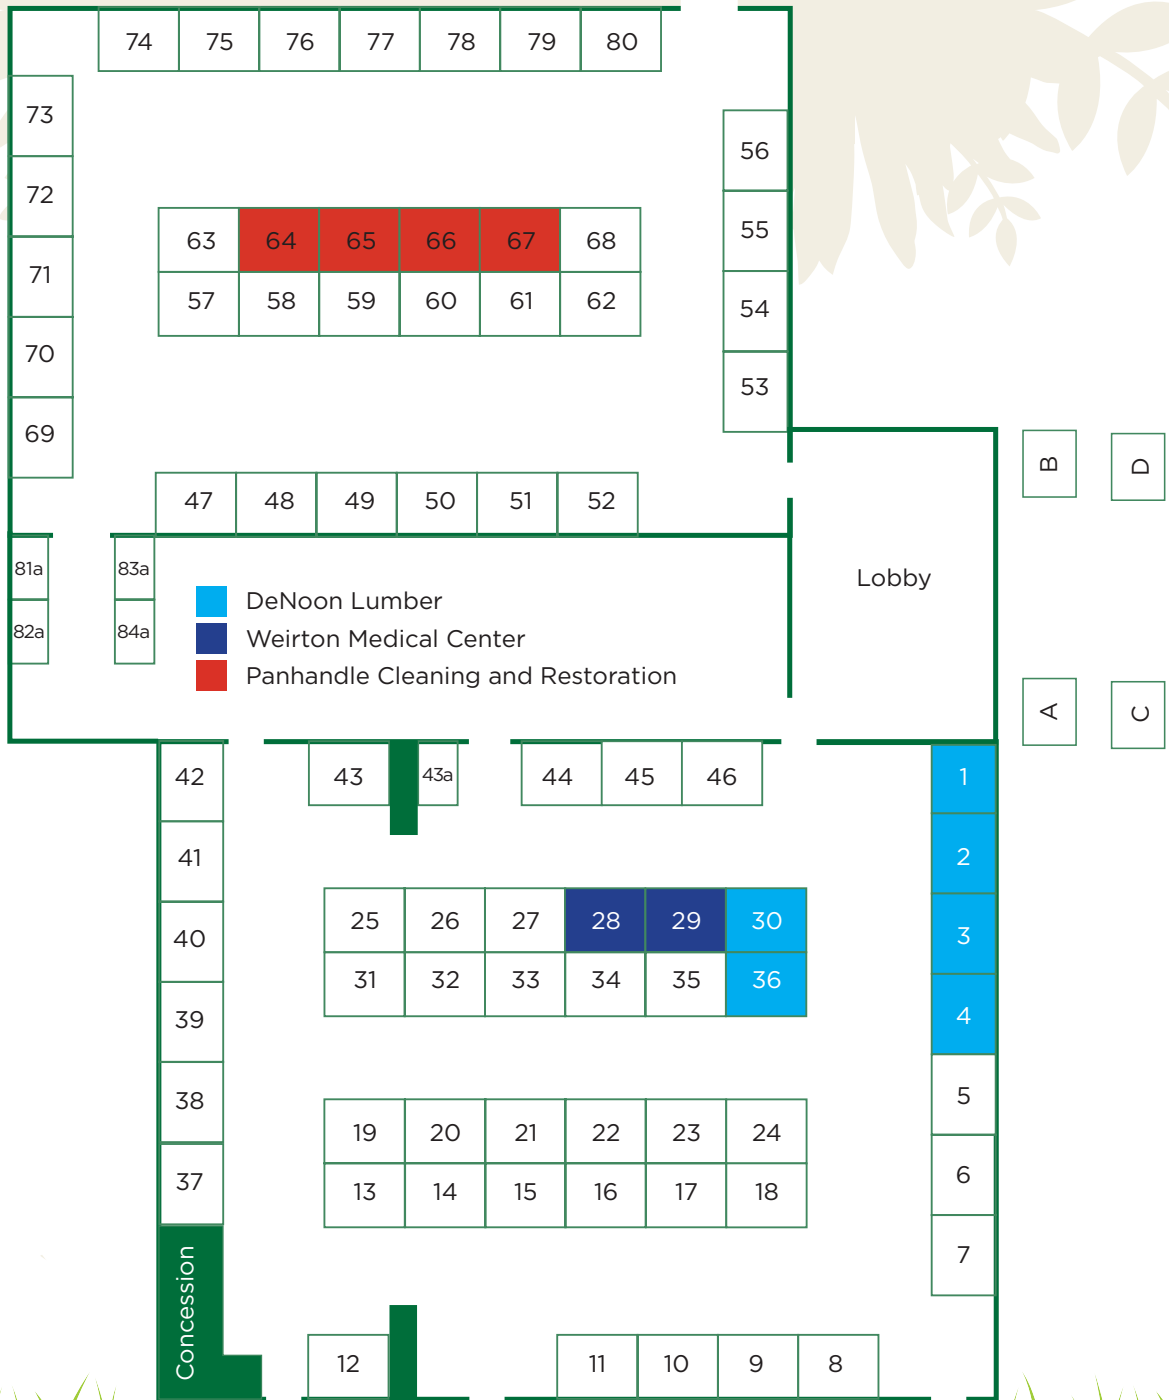 74 75 76 77 78 79 80
73
56
72
55
63 64 65 66 67 68
71
57 58 59 60 61 62
54
70
53
69
B D
47 48 49 50 51 52
81a 83a
Lobby
DeNoon Lumber
82a 84a
Weirton Medical Center
Panhandle Cleaning and Restoration
A C
42 43 43a 44 45 46 1
41 2
40 25 26 27 28 29 30 3
31 32 33 34 35 36
39 4
38 5
19 20 21 22 23 24
37 6
13 14 15 16 17 18
7
Concession
12 11 10 9 8